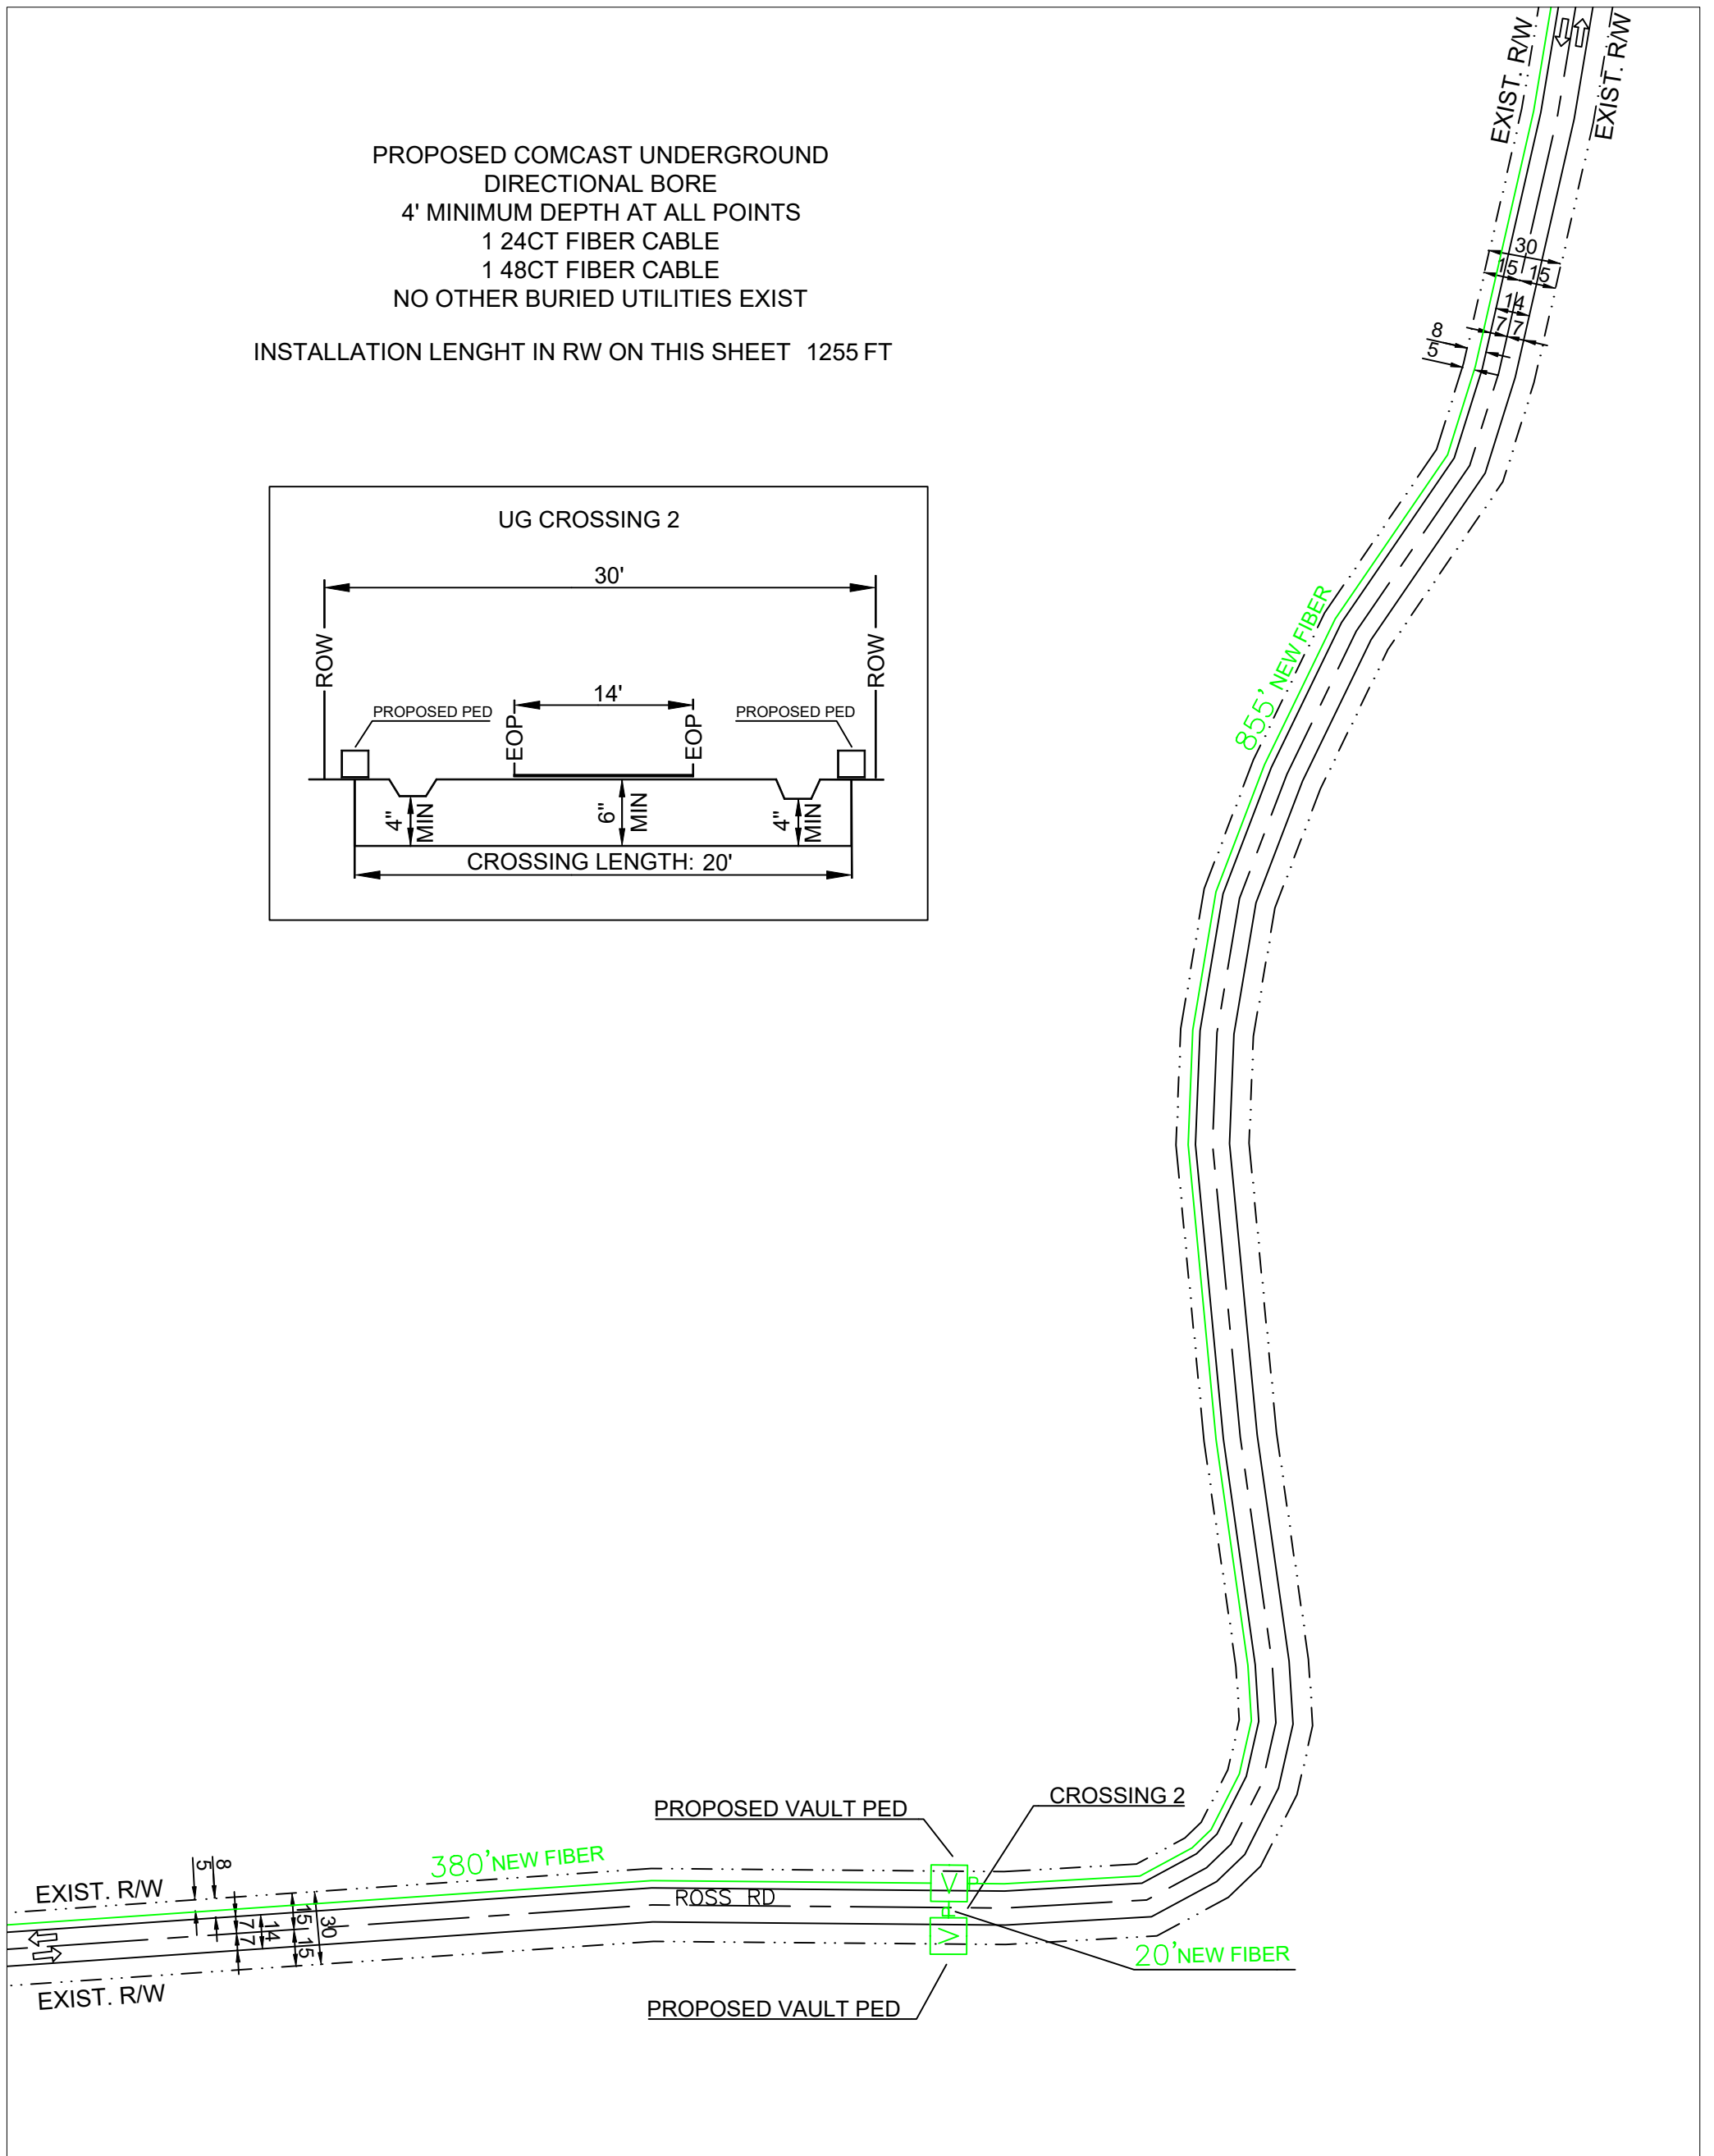 PROPOSED COMCAST UNDERGROUND
DIRECTIONAL BORE
4' MINIMUM DEPTH AT ALL POINTS
1 24CT FIBER CABLE
1 48CT FIBER CABLE
NO OTHER BURIED UTILITIES EXIST
INSTALLATION LENGHT IN RW ON THIS SHEET 1255 FT
EXIST. R/W
EXIST. R/W
30
15 15
14
7 7
8
5
UG CROSSING 2
30'
ROW
ROW
14'
PROPOSED PED
PROPOSED PED
EOP
EOP
4" MIN
6" MIN
4" MIN
CROSSING LENGTH: 20'
855' NEW FIBER
PROPOSED VAULT PED
CROSSING 2
380' NEW FIBER
5
8
EXIST. R/W
ROSS RD
V
P
P
V
7 7
14
15 15
30
20' NEW FIBER
EXIST. R/W
PROPOSED VAULT PED